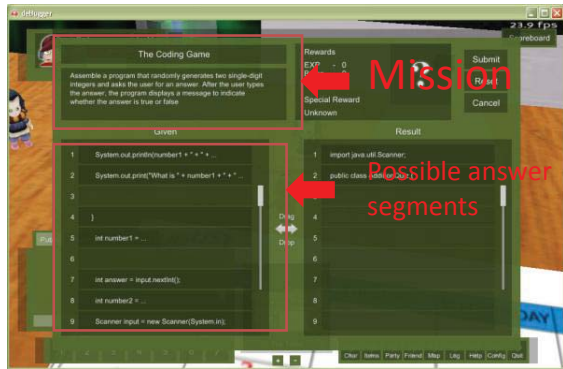 deBugger
23.9 fps
Scoreboard
The Coding Game
Assemble a program that randomly generates two single-digit
integers and asks the user for an answer. After the user types
the answer, the program displays a message to indicate
whether the answer is true or false
Rewards
EXP - 0
Special Reward
Unknown
?
Submit
Reset
Cancel
Mission
Given
Result
1 System.out.println(number1 + " + " + ...
2 System.out.print("What is " + number1 + " + " ...
3
4 }
5 int number1 = ...
6
7 int answer = input.nextInt();
8 int number2 = ...
9 Scanner input = new Scanner(System.in);
Drag
Drop
1 import java.util.Scanner;
2 public class
4
5
6
7
8
9
Possible answer
segments
DAY
Char Items Party Friend Map Log Help Config Quit